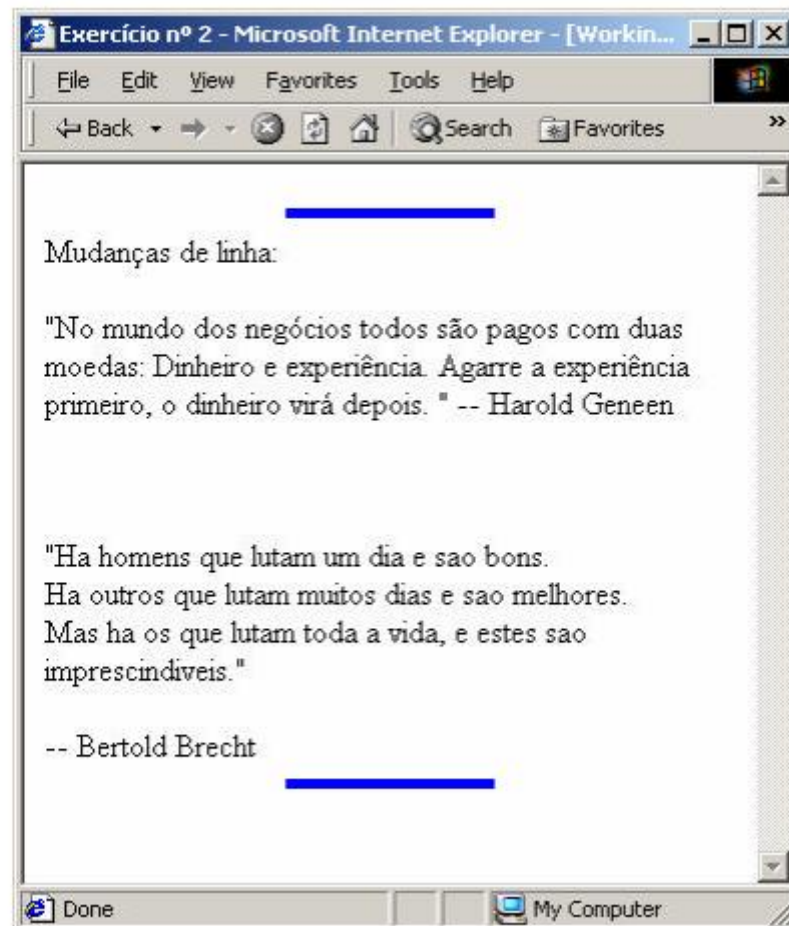 Exercício nº 2 - Microsoft Internet Explorer - [Workin...
File Edit View Favorites Tools Help
Back Search Favorites »
Mudanças de linha:
"No mundo dos negócios todos são pagos com duas
moedas: Dinheiro e experiência. Agarre a experiência
primeiro, o dinheiro virá depois. " -- Harold Geneen
"Ha homens que lutam um dia e sao bons.
Ha outros que lutam muitos dias e sao melhores.
Mas ha os que lutam toda a vida, e estes sao
imprescindiveis."
-- Bertold Brecht
Done My Computer